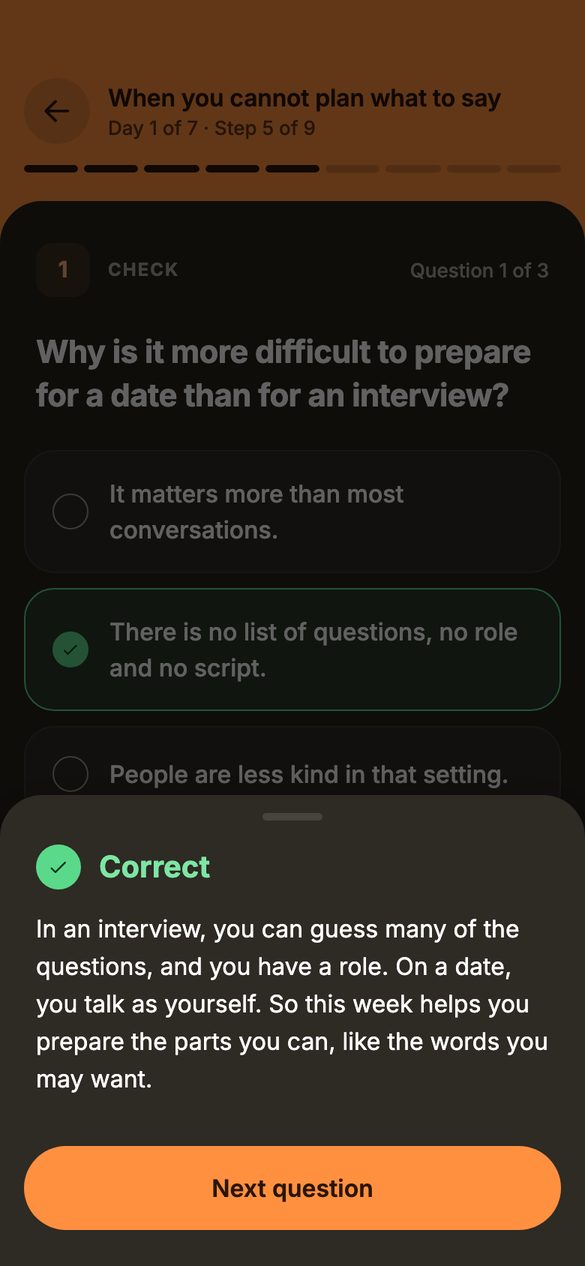 When you cannot plan what to say
Day 1 of 7 · Step 5 of 9
1 CHECK Question 1 of 3
Why is it more difficult to prepare
for a date than for an interview?
It matters more than most
conversations.
There is no list of questions, no role
and no script.
People are less kind in that setting.
Correct
In an interview, you can guess many of the
questions, and you have a role. On a date,
you talk as yourself. So this week helps you
prepare the parts you can, like the words you
may want.
Next question